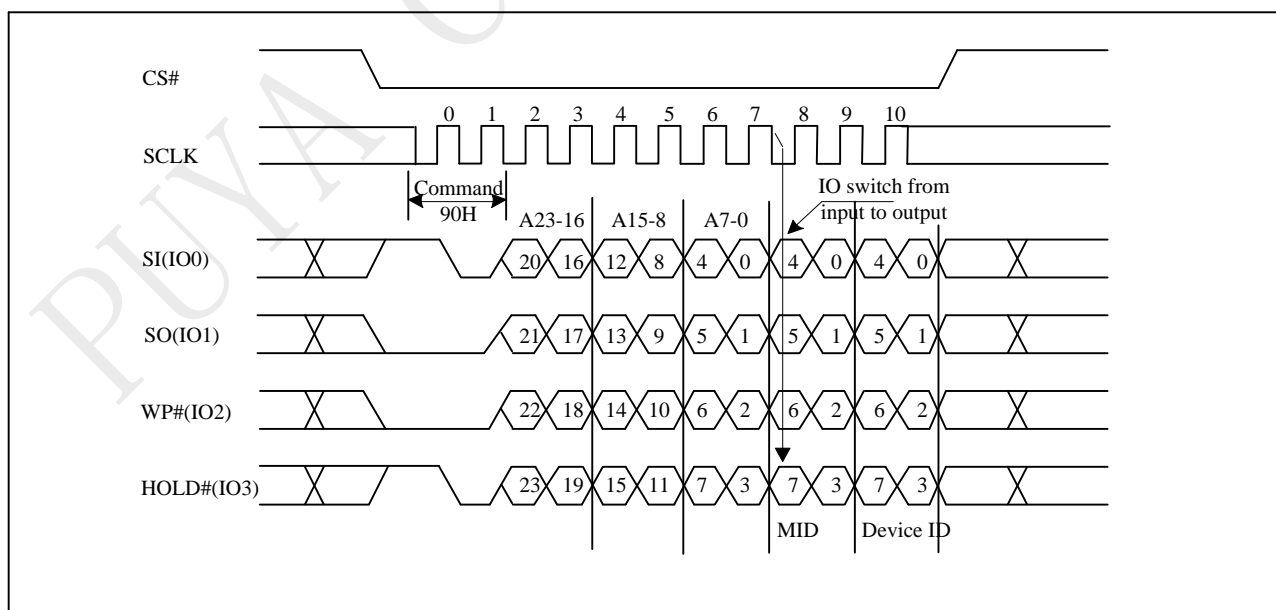 PUYA
CS#
0 1 2 3 4 5 6 7 8 9 10
SCLK
Command
90H
IO switch from
input to output
A23-16 A15-8 A7-0
SI(IO0) 20 16 12 8 4 0 4 0 4 0
SO(IO1) 21 17 13 9 5 1 5 1 5 1
WP#(IO2) 22 18 14 10 6 2 6 2 6 2
HOLD#(IO3) 23 19 15 11 7 3 7 3 7 3
MID Device ID